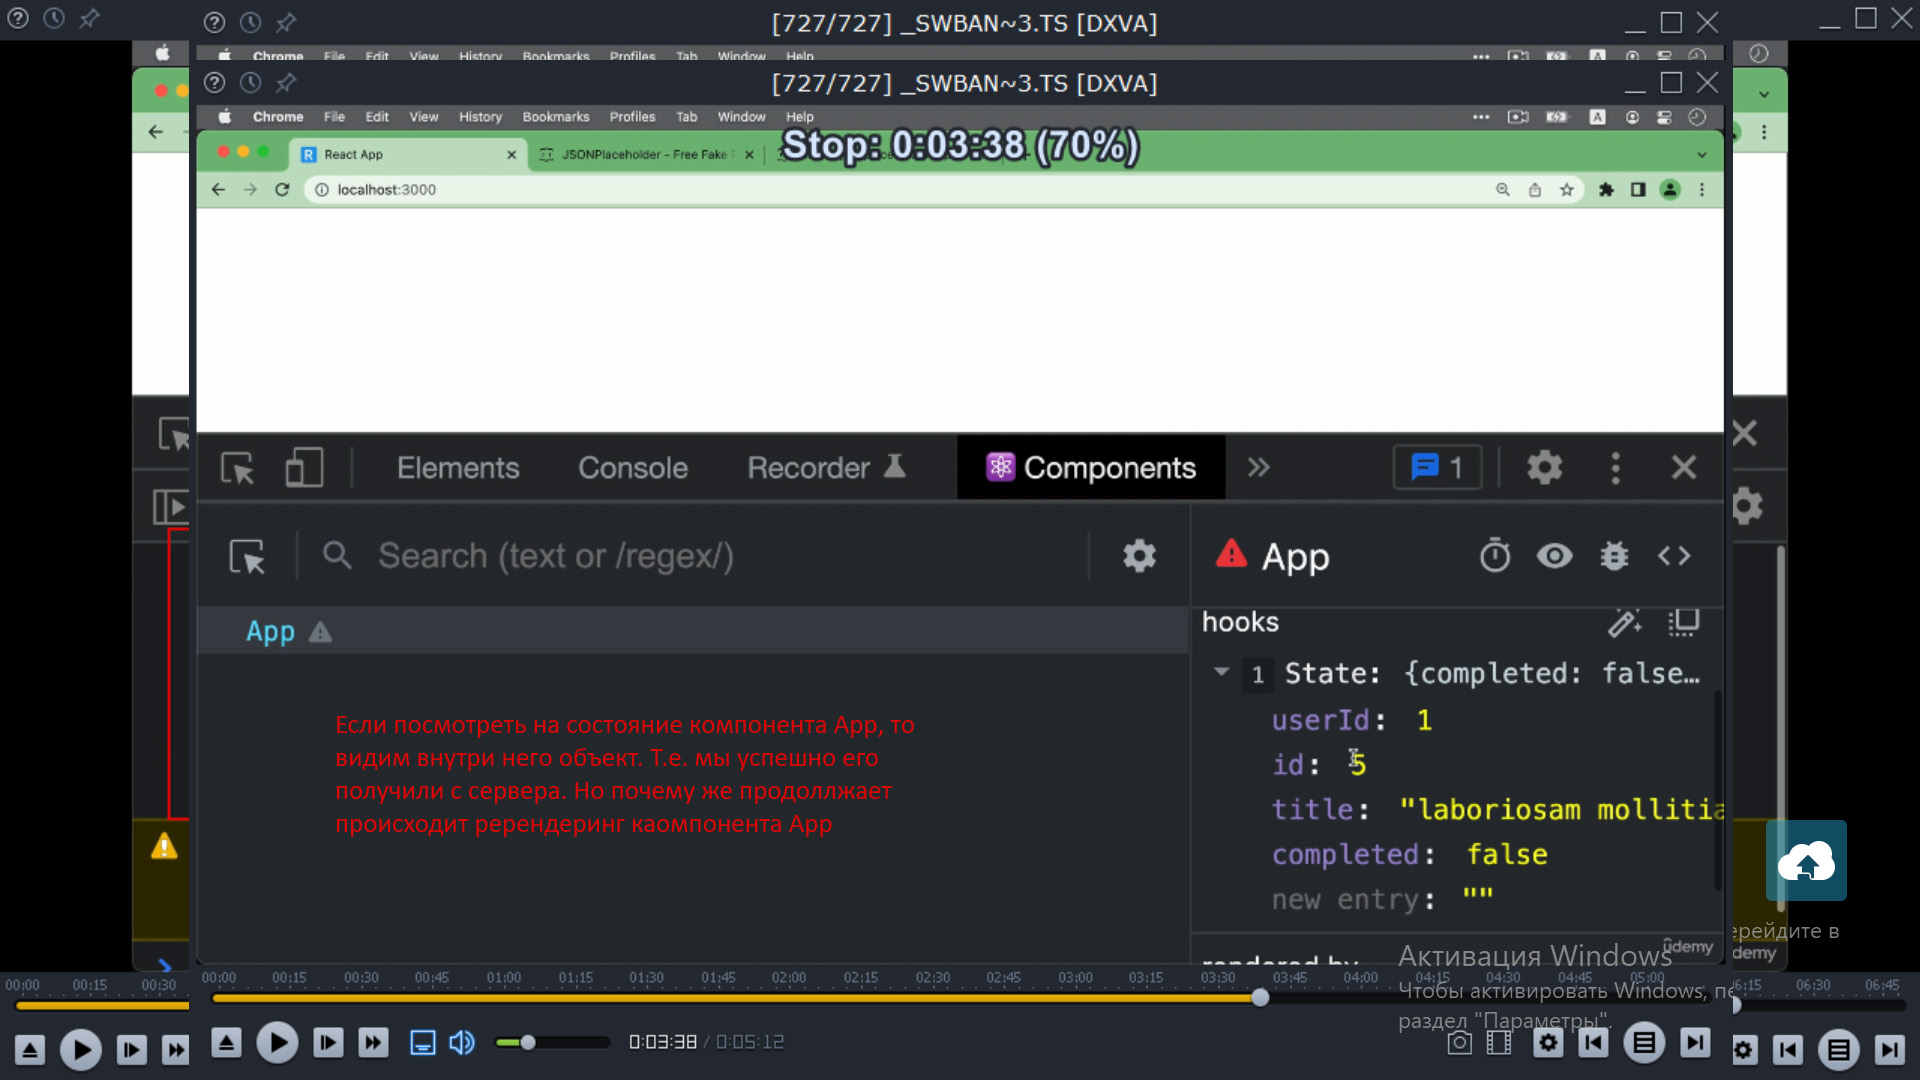 [727/727] _SWBAN~3.TS [DXVA]
Chrome File Edit View History Bookmarks Profiles Tab Window Help
[727/727] _SWBAN~3.TS [DXVA]
Chrome File Edit View History Bookmarks Profiles Tab Window Help
Stop: 0:03:38 (70%)
React App
JSONPlaceholder - Free Fake
localhost:3000
Elements Console Recorder Components 1
Search (text or /regex/)
App
App
hooks
1 State: {completed: false…
userId: 1
id: 5
title: "laboriosam mollitia
completed: false
new entry: ""
Если посмотреть на состояние компонента App, то
видим внутри него объект. Т.е. мы успешно его
получили с сервера. Но почему же продоллжает
происходит ререндеринг каомпонента App
ûdemy
demy
Активация Windows
Чтобы активировать Windows, пе
ерейдите в
раздел "Параметры".
00:00 00:15 00:30
00:00 00:15 00:30 00:45 01:00 01:15 01:30 01:45 02:00 02:15 02:30 02:45 03:00 03:15 03:30 03:45 04:00 04:15 04:30 04:45 05:00
6:15 06:30 06:45
0:03:38 / 0:05:12